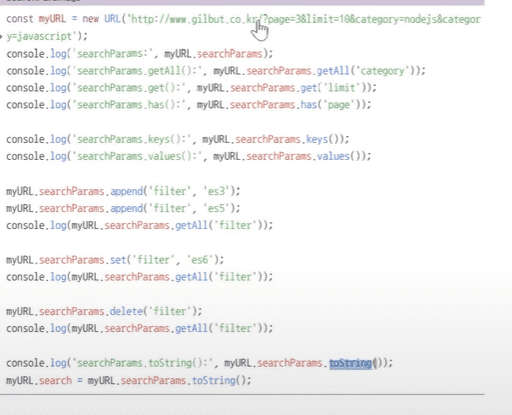 const myURL = new URL("http://www.gilbut.co.kr/?page=3&limit=10&category=nodejs&categor
y=javascript');
console.log('searchParams:', myURL.searchParams);
console.log('searchParams.getAll():', myURL.searchParams.getAll('category'));
console.log('searchParams.get():', myURL.searchParams.get('limit'));
console.log('searchParams.has():', myURL.searchParams.has('page'));
console.log('searchParams.keys():', myURL.searchParams.keys());
console.log('searchParams.values():', myURL.searchParams.values());
myURL.searchParams.append('filter', 'es3');
myURL.searchParams.append('filter', 'es5');
console.log(myURL.searchParams.getAll('filter'));
myURL.searchParams.set('filter', 'es6');
console.log(myURL.searchParams.getAll('filter'));
myURL.searchParams.delete('filter');
console.log(myURL.searchParams.getAll('filter'));
console.log('searchParams.toString():', myURL.searchParams.toString());
myURL.search = myURL.searchParams.toString();